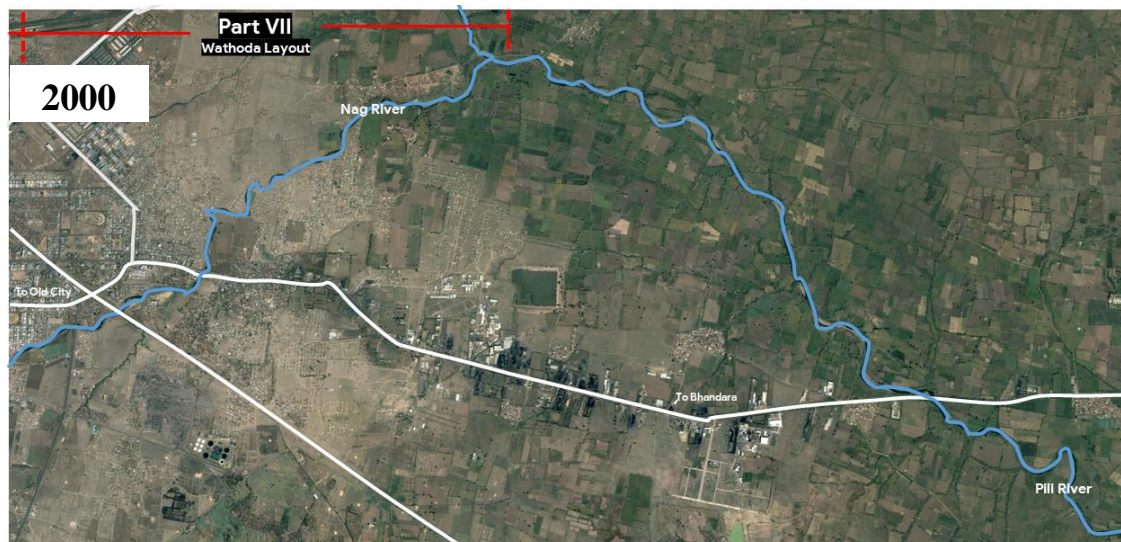 Part VII
Wathoda Layout
2000
Nag River
To Old City
To Bhandara
Pili River